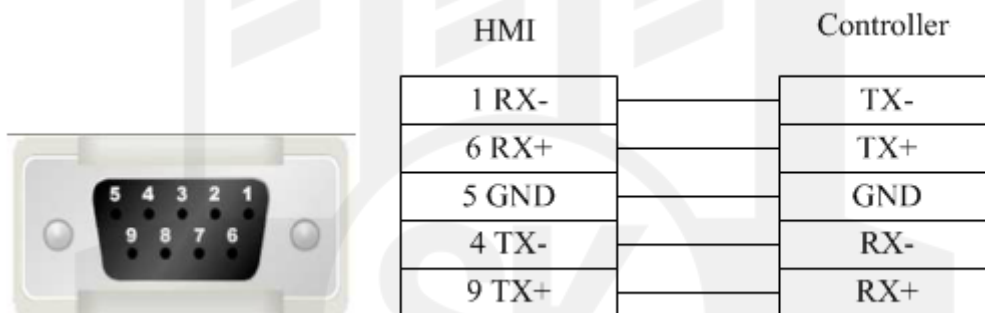 HMI Controller
1 RX- TX-
6 RX+ TX+
5 GND GND
4 TX- RX-
9 TX+ RX+
5 4 3 2 1
9 8 7 6